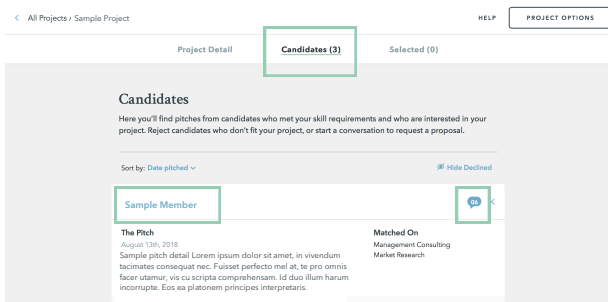 All Projects / Sample Project
HELP
PROJECT OPTIONS
Project Detail
Candidates (3)
Selected (0)
Candidates
Here you'll find pitches from candidates who met your skill requirements and who are interested in your
project. Reject candidates who don't fit your project, or start a conversation to request a proposal.
Sort by: Date pitched
Hide Declined
Sample Member
06
The Pitch
August 13th, 2018
Sample pitch detail Lorem ipsum dolor sit amet, in vivendum
tacimates consequat nec. Fuisset perfecto mel at, te pro omnis
facer utamur, vis cu scripta comprehensam. Id duo illum harum
incorrupte. Eos ea platonem principes interpretaris.
Matched On
Management Consulting
Market Research